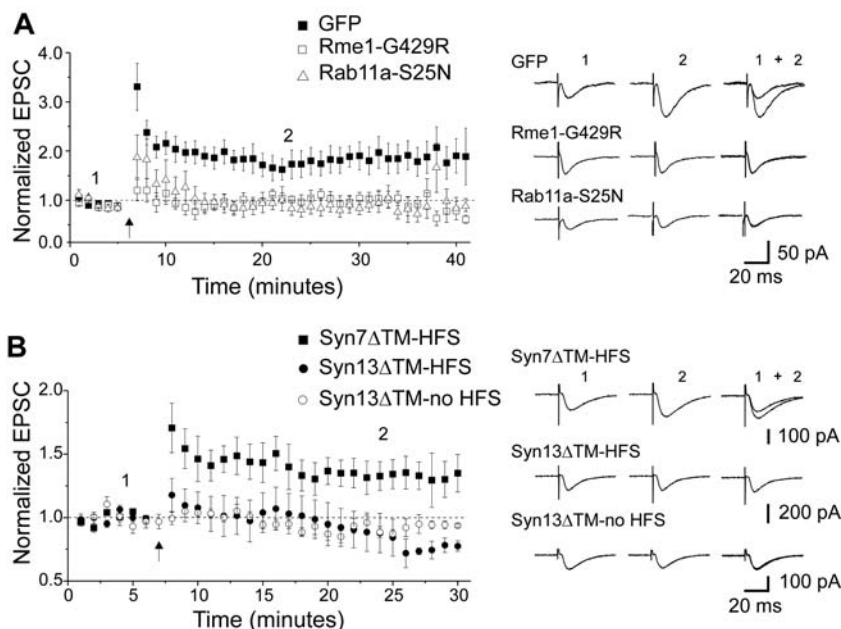 A
GFP
Rme1-G429R
Rab11a-S25N
Normalized EPSC
4.0
3.0
2.0
1.0
0.0
1
2
0
10
20
30
40
Time (minutes)
GFP
1
2
1 + 2
Rme1-G429R
Rab11a-S25N
50 pA
20 ms
B
Syn7ΔTM-HFS
Syn13ΔTM-HFS
Syn13ΔTM-no HFS
Normalized EPSC
2.0
1.5
1.0
0.5
1
2
0
5
10
15
20
25
30
Time (minutes)
Syn7ΔTM-HFS
1
2
1 + 2
100 pA
Syn13ΔTM-HFS
200 pA
Syn13ΔTM-no HFS
100 pA
20 ms